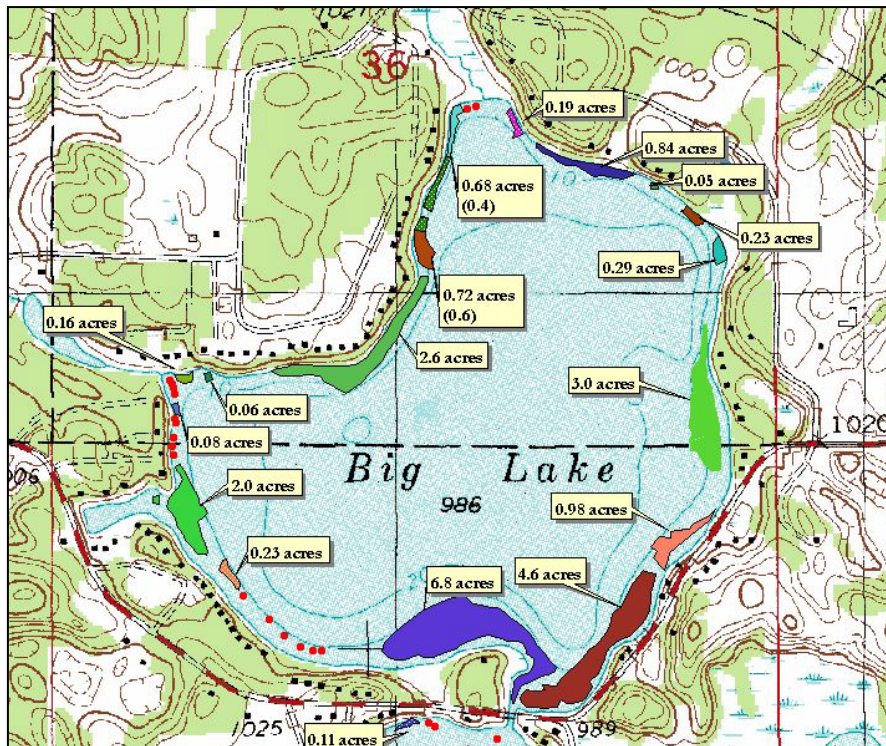 1021
36
0.19 acres
0.84 acres
10
0.05 acres
0.68 acres
(0.4)
0.23 acres
0.29 acres
0.72 acres
(0.6)
0.16 acres
2.6 acres
3.0 acres
0.06 acres
1020
0.08 acres
Big Lake
2.0 acres
986
0.98 acres
0.23 acres
6.8 acres
4.6 acres
1025
989
0.11 acres